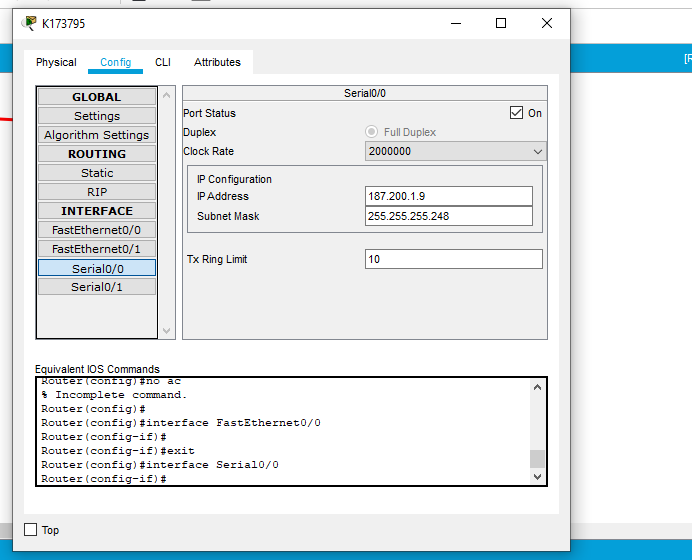 K173795
[R
Physical Config CLI Attributes
GLOBAL
Settings
Algorithm Settings
ROUTING
Static
RIP
INTERFACE
FastEthernet0/0
FastEthernet0/1
Serial0/0
Serial0/1
Serial0/0
Port Status On
Duplex Full Duplex
Clock Rate 2000000
IP Configuration
IP Address 187.200.1.9
Subnet Mask 255.255.255.248
Tx Ring Limit 10
Equivalent IOS Commands
Router(config)#no ac
% Incomplete command.
Router(config)#
Router(config)#interface FastEthernet0/0
Router(config-if)#
Router(config-if)#exit
Router(config)#interface Serial0/0
Router(config-if)#
Top